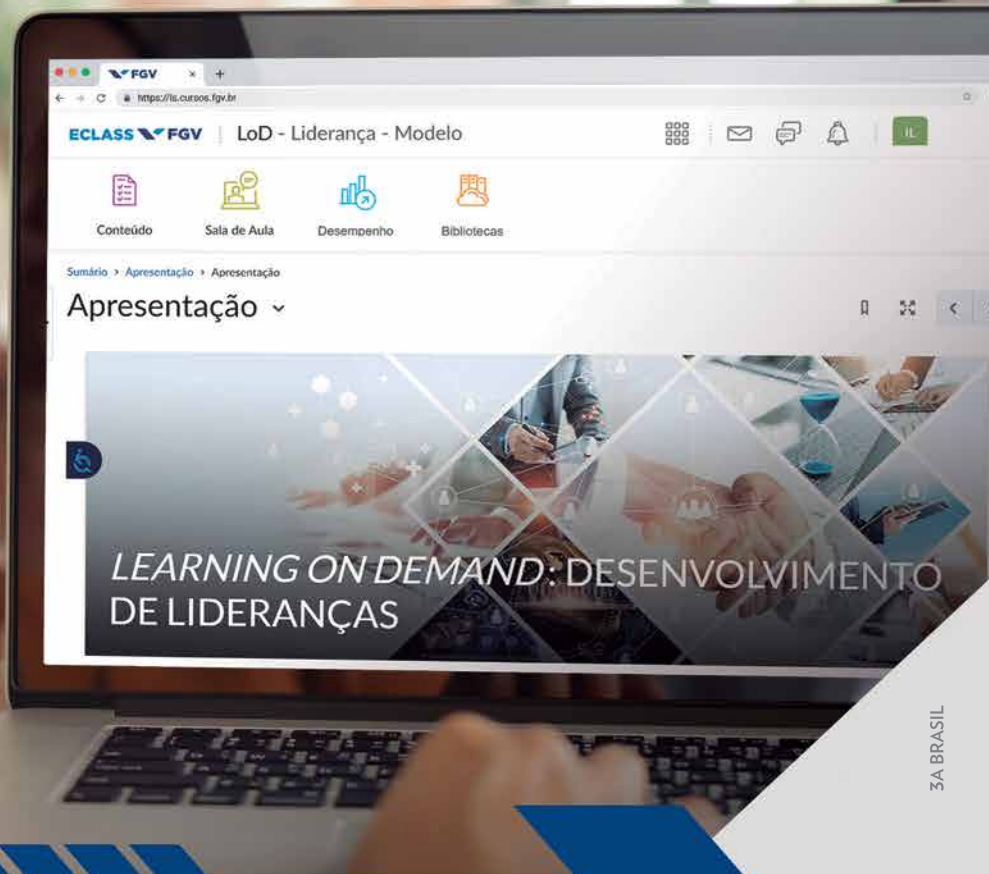 FGV
https://ls.cursos.fgv.br
ECLASS FGV LoD - Liderança - Modelo IL
Conteúdo Sala de Aula Desempenho Bibliotecas
Sumário > Apresentação > Apresentação
Apresentação
LEARNING ON DEMAND: DESENVOLVIMENTO
DE LIDERANÇAS
3A BRASIL